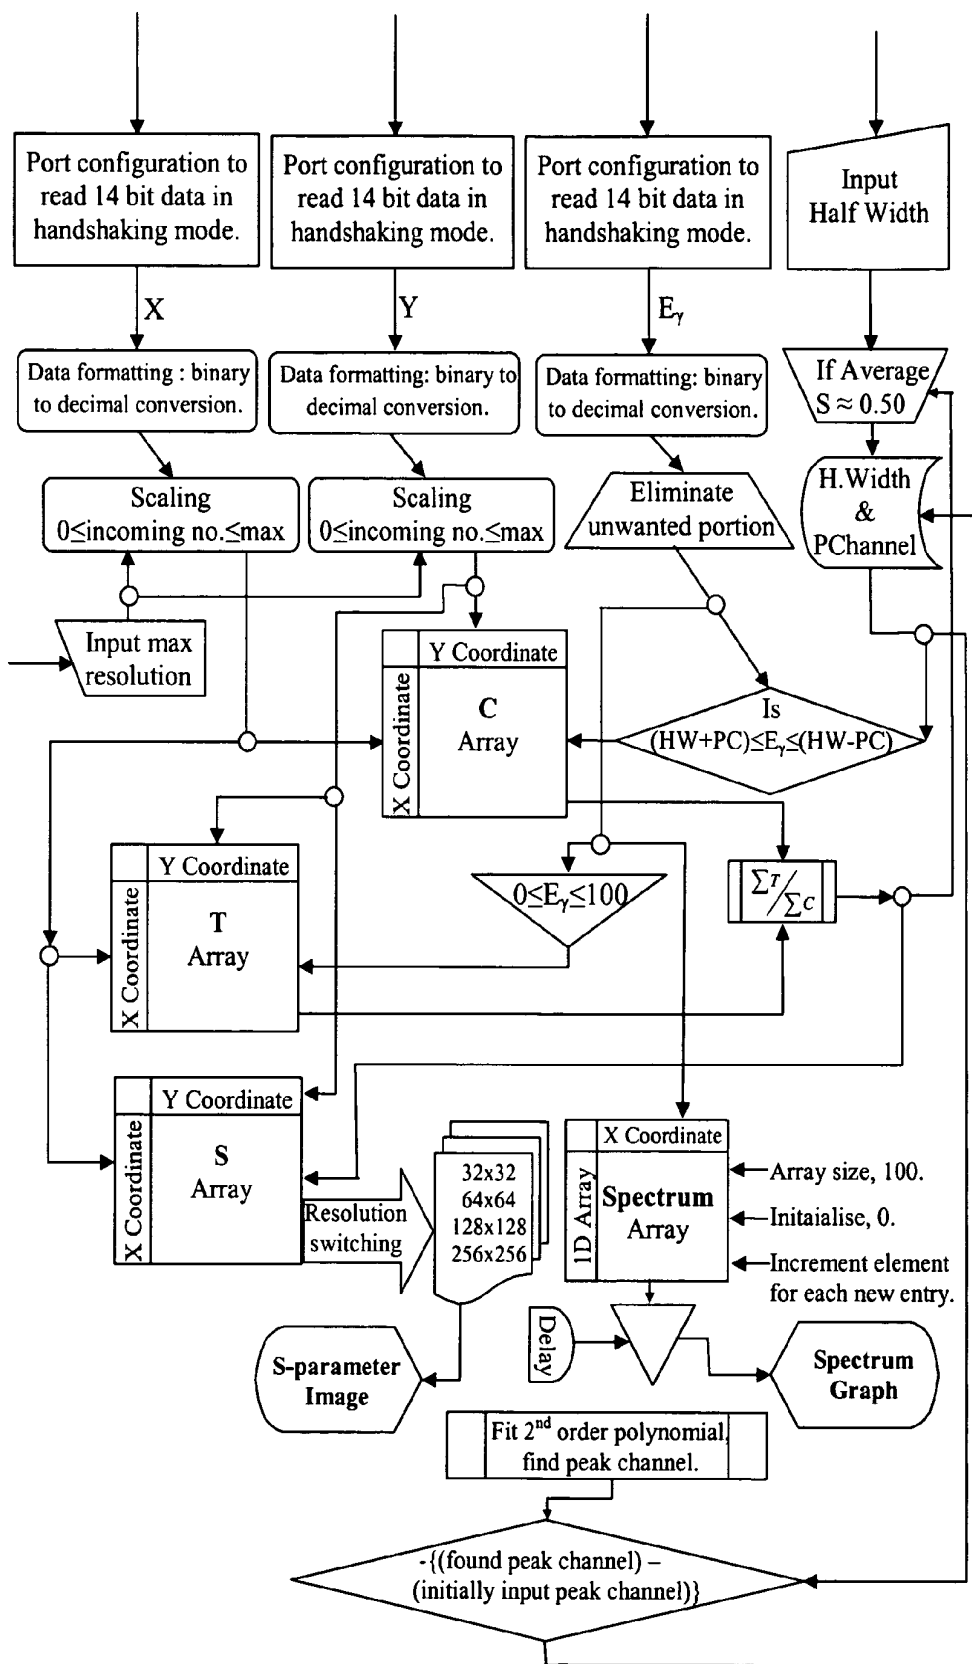 Port configuration to
read 14 bit data in
handshaking mode.
Port configuration to
read 14 bit data in
handshaking mode.
Port configuration to
read 14 bit data in
handshaking mode.
Input
Half Width
X
Y
Eγ
Data formatting : binary
to decimal conversion.
Data formatting: binary to
decimal conversion.
Data formatting: binary
to decimal conversion.
If Average
S ≈ 0.50
Scaling
0≤incoming no.≤max
Scaling
0≤incoming no.≤max
Eliminate
unwanted portion
H.Width
&
PChannel
Input max
resolution
Y Coordinate
X Coordinate
C
Array
Is
(HW+PC)≤Eγ≤(HW-PC)
Y Coordinate
X Coordinate
T
Array
0≤Eγ≤100
∑T/∑C
Y Coordinate
X Coordinate
S
Array
Resolution
switching
32x32
64x64
128x128
256x256
X Coordinate
1D Array
Spectrum
Array
Array size, 100.
Initaialise, 0.
Increment element
for each new entry.
Delay
S-parameter
Image
Spectrum
Graph
Fit 2nd order polynomial,
find peak channel.
-{(found peak channel) –
(initially input peak channel)}